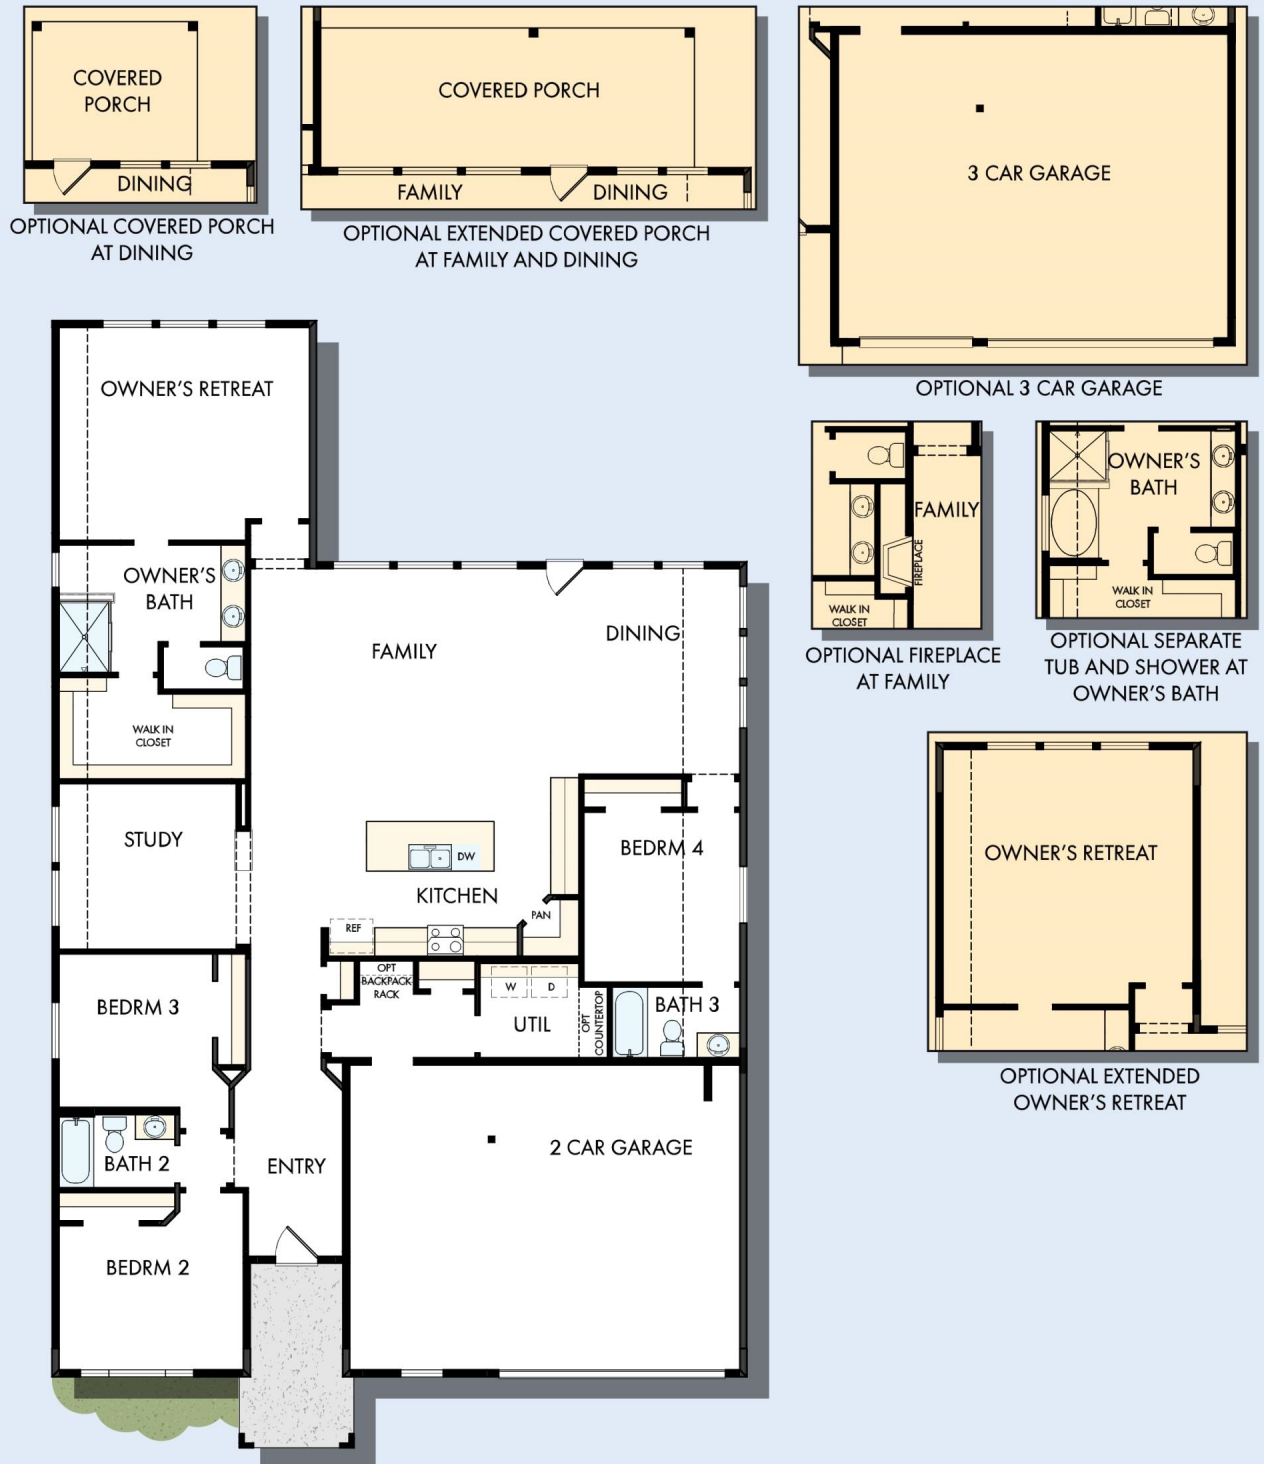 COVERED
PORCH
DINING
OPTIONAL COVERED PORCH
AT DINING
COVERED PORCH
FAMILY
DINING
OPTIONAL EXTENDED COVERED PORCH
AT FAMILY AND DINING
3 CAR GARAGE
OPTIONAL 3 CAR GARAGE
FAMILY
FIREPLACE
WALK IN
CLOSET
OPTIONAL FIREPLACE
AT FAMILY
OWNER'S
BATH
WALK IN
CLOSET
OPTIONAL SEPARATE
TUB AND SHOWER AT
OWNER'S BATH
OWNER'S RETREAT
OPTIONAL EXTENDED
OWNER'S RETREAT
OWNER'S RETREAT
OWNER'S
BATH
WALK IN
CLOSET
FAMILY
DINING
STUDY
DW
KITCHEN
REF
PAN
BEDRM 4
BEDRM 3
OPT
BACKPACK
RACK
W
D
UTIL
OPT
COUNTERTOP
BATH 3
BATH 2
ENTRY
2 CAR GARAGE
BEDRM 2